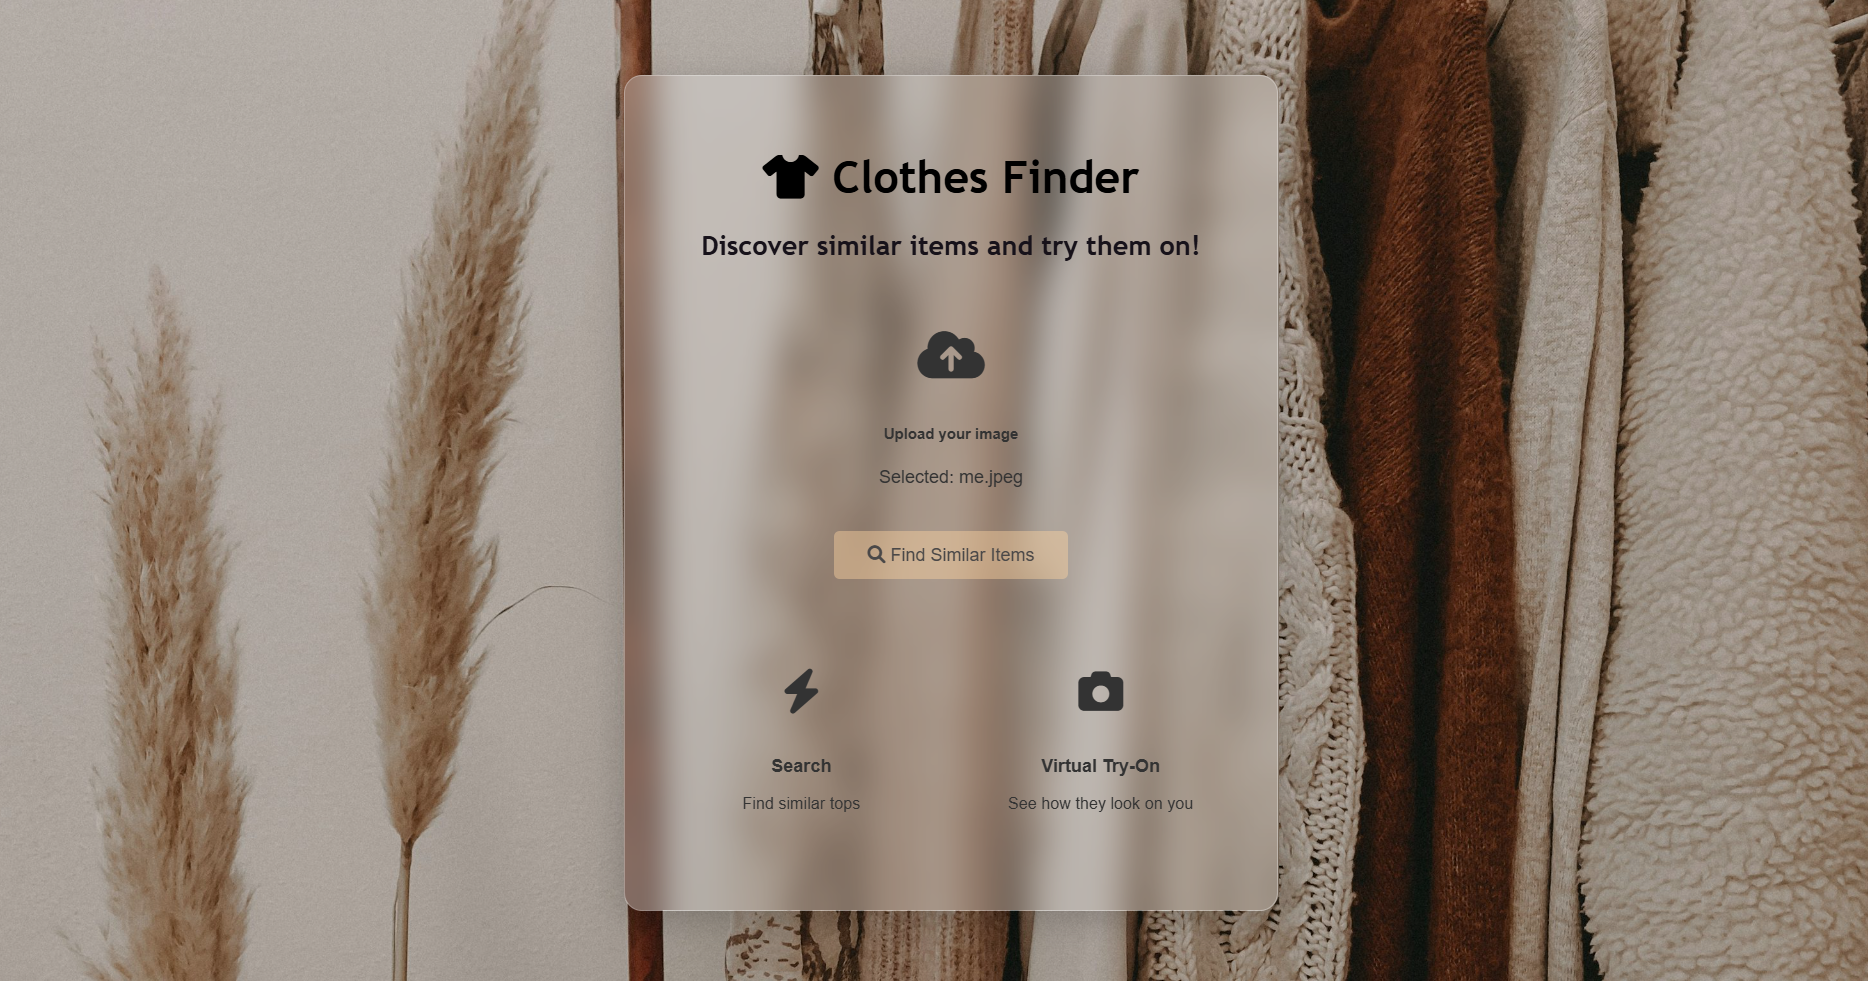 Clothes Finder
Discover similar items and try them on!
Upload your image
Selected: me.jpeg
Find Similar Items
Search
Virtual Try-On
Find similar tops
See how they look on you